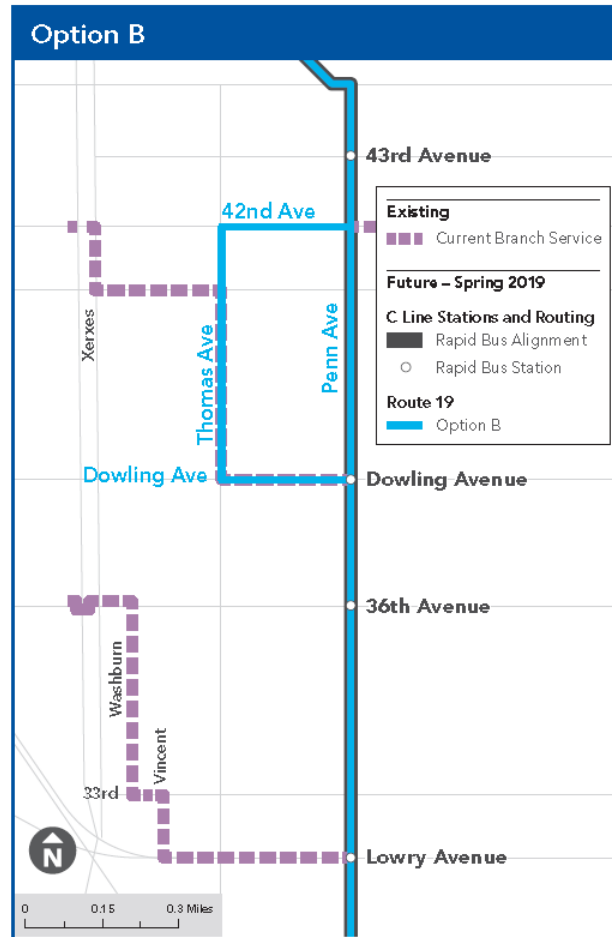 Option B
43rd Avenue
42nd Ave
Existing
Current Branch Service
Future – Spring 2019
C Line Stations and Routing
Rapid Bus Alignment
Rapid Bus Station
Route 19
Option B
Xerxes
Thomas Ave
Penn Ave
Dowling Ave
Dowling Avenue
36th Avenue
Washburn
Vincent
33rd
Lowry Avenue
N
0 0.15 0.3 Miles